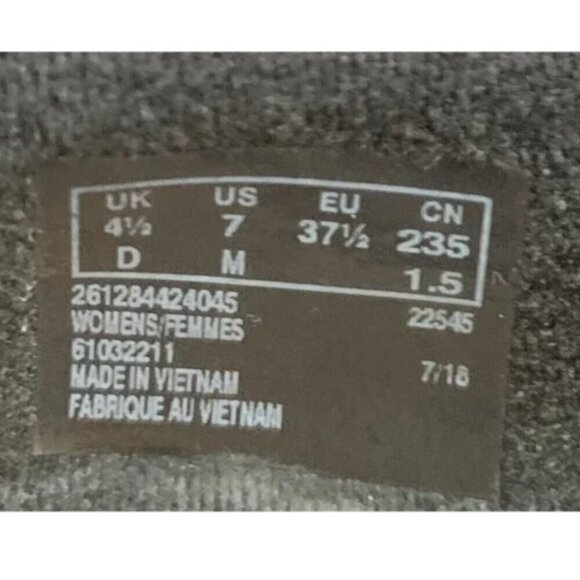 UK US EU CN
4½ 7 37½ 235
D M 1.5
261284424045 22545
WOMENS/FEMMES
61032211 7/18
MADE IN VIETNAM
FABRIQUE AU VIETNAM